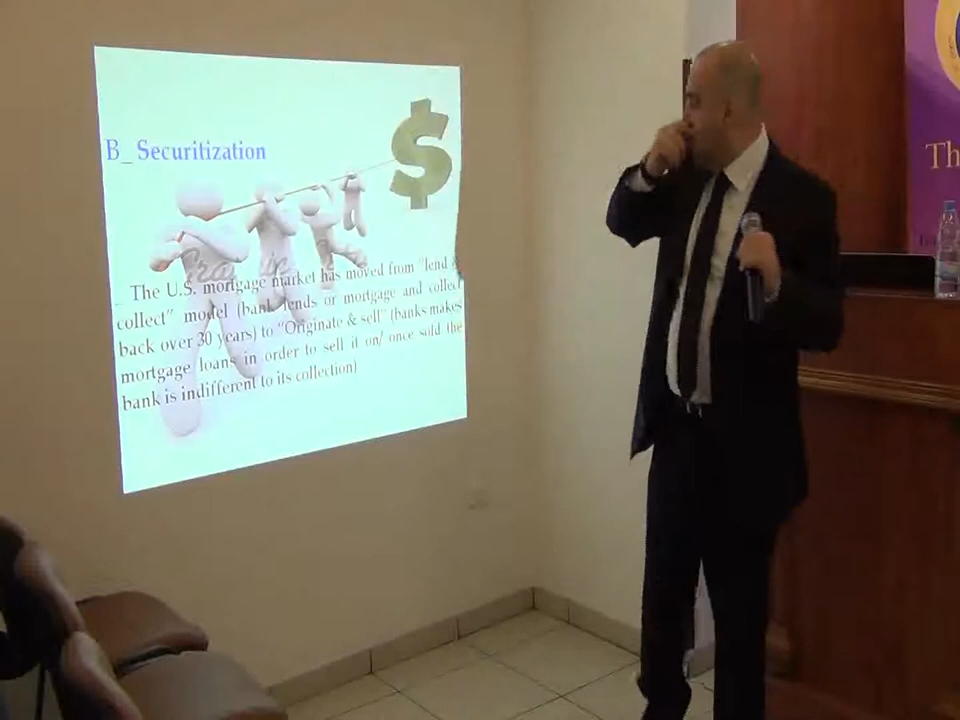 B_ Securitization
The U.S. mortgage market has moved from "lend &
collect" model (bank lends or mortgage and collect
back over 30 years) to "Originate & sell" (banks makes
mortgage loans in order to sell it on/ once sold the
bank is indifferent to its collection)
Th